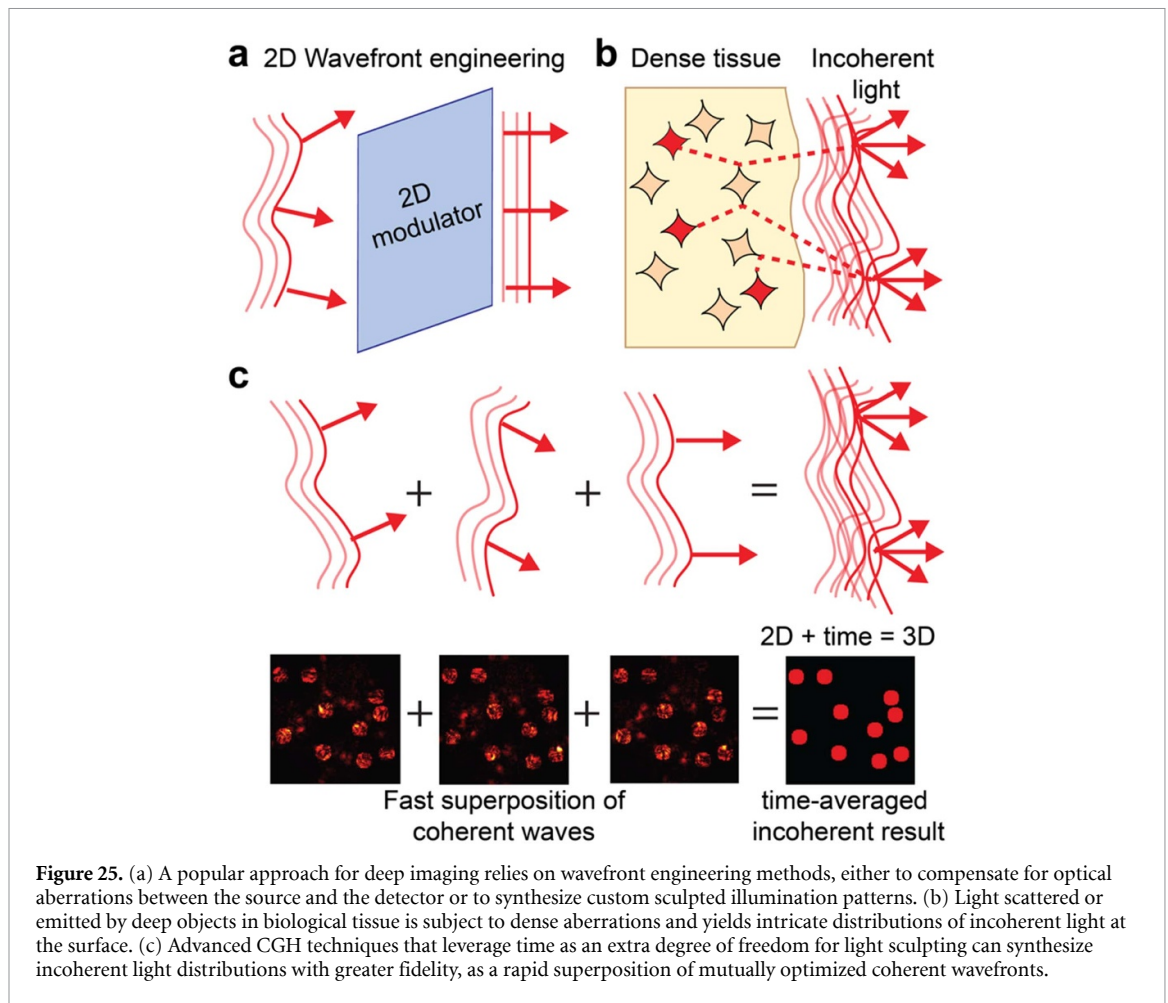 a 2D Wavefront engineering
b Dense tissue
Incoherent
light
2D
modulator
c
+ + =
2D + time = 3D
+ + =
Fast superposition of
coherent waves
time-averaged
incoherent result
Figure 25. (a) A popular approach for deep imaging relies on wavefront engineering methods, either to compensate for optical
aberrations between the source and the detector or to synthesize custom sculpted illumination patterns. (b) Light scattered or
emitted by deep objects in biological tissue is subject to dense aberrations and yields intricate distributions of incoherent light at
the surface. (c) Advanced CGH techniques that leverage time as an extra degree of freedom for light sculpting can synthesize
incoherent light distributions with greater fidelity, as a rapid superposition of mutually optimized coherent wavefronts.